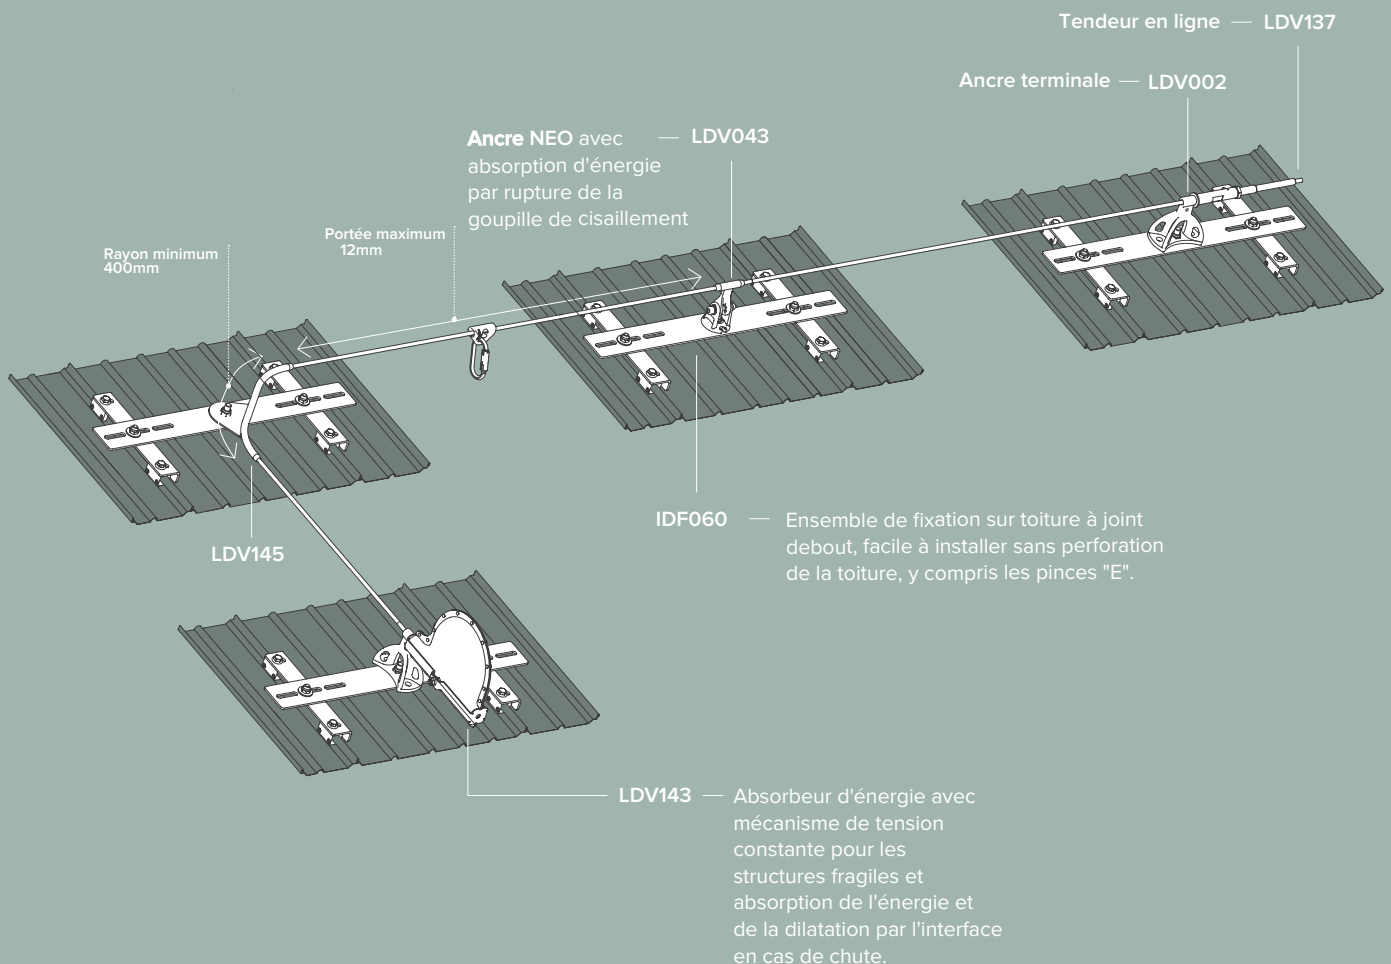 Tendeur en ligne — LDV137
Ancre terminale — LDV002
Ancre NEO avec — LDV043
absorption d'énergie
par rupture de la
goupille de cisaillement
Portée maximum
12mm
Rayon minimum
400mm
LDV145
IDF060 — Ensemble de fixation sur toiture à joint
debout, facile à installer sans perforation
de la toiture, y compris les pinces "E".
LDV143 — Absorbeur d'énergie avec
mécanisme de tension
constante pour les
structures fragiles et
absorption de l'énergie et
de la dilatation par l'interface
en cas de chute.